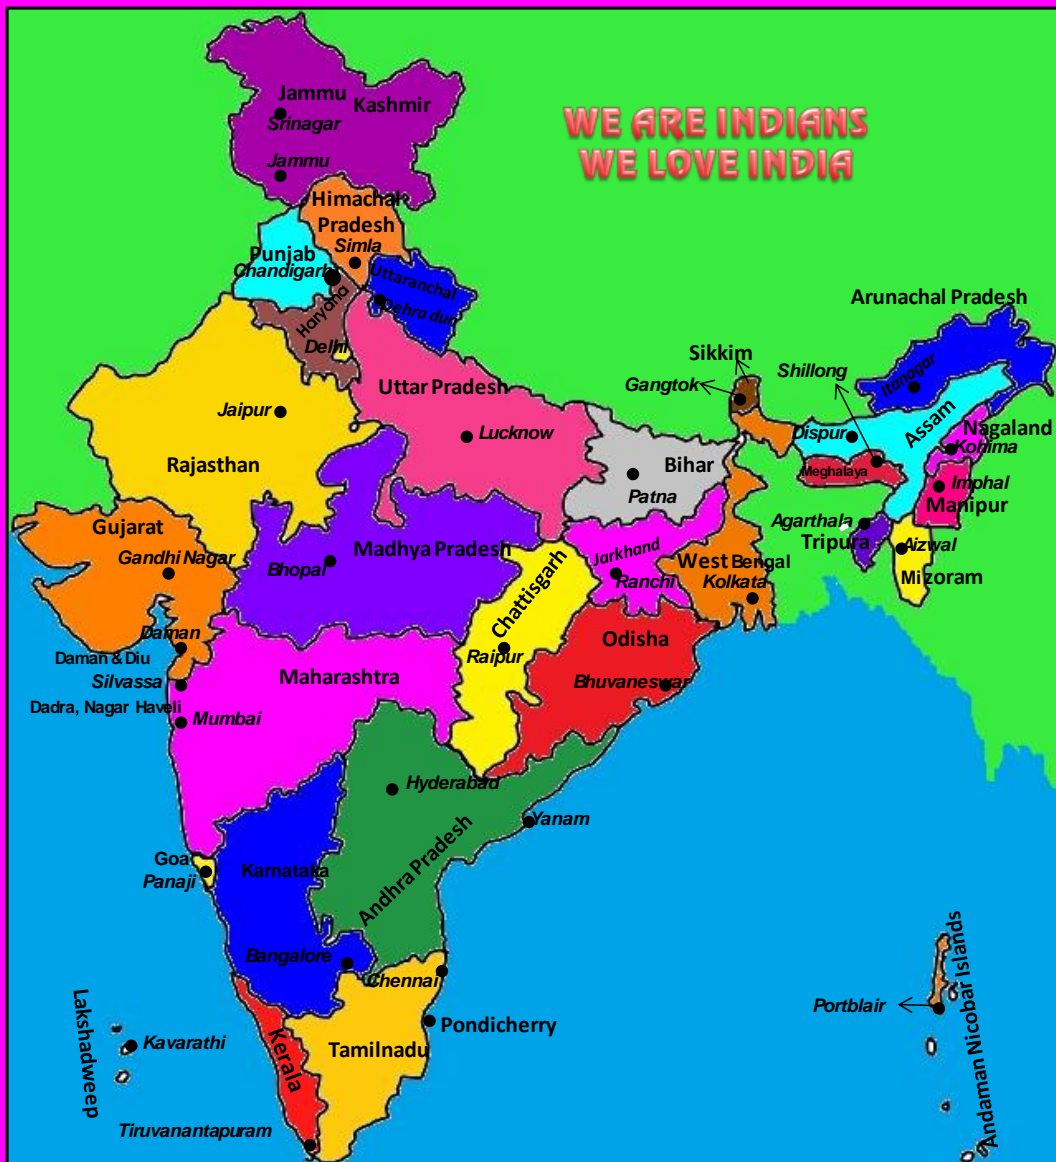 Jammu
Kashmir
Srinagar
Jammu
WE ARE INDIANS
WE LOVE INDIA
Himachal
Pradesh
Simla
Punjab
Chandigarh
Uttaranchal
Dehra dun
Haryana
Delhi
Arunachal Pradesh
Itanagar
Sikkim
Gangtok
Shillong
Uttar Pradesh
Jaipur
Lucknow
Rajasthan
Bihar
Patna
Dispur
Assam
Meghalaya
Nagaland
Kohima
Imphal
Manipur
Agarthala
Tripura
Aizwal
Mizoram
Gujarat
Gandhi Nagar
Madhya Pradesh
Bhopal
Chattisgarh
Raipur
Jarkhand
Ranchi
West Bengal
Kolkata
Odisha
Bhuvaneswar
Daman
Daman & Diu
Silvassa
Dadra, Nagar Haveli
Mumbai
Maharashtra
Hyderabad
Yanam
Andhra Pradesh
Goa
Panaji
Karnataka
Bangalore
Chennai
Pondicherry
Tamilnadu
Kerala
Tiruvanantapuram
Lakshadweep
Kavarathi
Portblair
Andaman Nicobar Islands